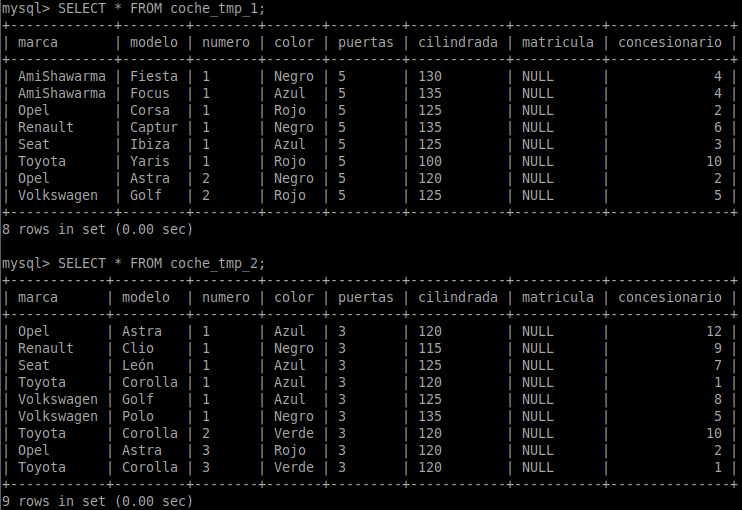 mysql> SELECT * FROM coche_tmp_1;
+------------+---------+--------+-------+---------+------------+-----------+---------------+
| marca      | modelo  | numero | color | puertas | cilindrada | matricula | concesionario |
+------------+---------+--------+-------+---------+------------+-----------+---------------+
| AmiShawarma | Fiesta | 1      | Negro | 5       | 130        | NULL      |             4 |
| AmiShawarma | Focus  | 1      | Azul  | 5       | 135        | NULL      |             4 |
| Opel       | Corsa   | 1      | Rojo  | 5       | 125        | NULL      |             2 |
| Renault    | Captur  | 1      | Negro | 5       | 135        | NULL      |             6 |
| Seat       | Ibiza   | 1      | Azul  | 5       | 125        | NULL      |             3 |
| Toyota     | Yaris   | 1      | Rojo  | 5       | 100        | NULL      |            10 |
| Opel       | Astra   | 2      | Negro | 5       | 120        | NULL      |             2 |
| Volkswagen | Golf    | 2      | Rojo  | 5       | 125        | NULL      |             5 |
+------------+---------+--------+-------+---------+------------+-----------+---------------+
8 rows in set (0.00 sec)
mysql> SELECT * FROM coche_tmp_2;
+------------+---------+--------+-------+---------+------------+-----------+---------------+
| marca      | modelo  | numero | color | puertas | cilindrada | matricula | concesionario |
+------------+---------+--------+-------+---------+------------+-----------+---------------+
| Opel       | Astra   | 1      | Azul  | 3       | 120        | NULL      |            12 |
| Renault    | Clio    | 1      | Negro | 3       | 115        | NULL      |             9 |
| Seat       | León    | 1      | Azul  | 3       | 125        | NULL      |             7 |
| Toyota     | Corolla | 1      | Azul  | 3       | 120        | NULL      |             1 |
| Volkswagen | Golf    | 1      | Azul  | 3       | 125        | NULL      |             8 |
| Volkswagen | Polo    | 1      | Negro | 3       | 135        | NULL      |             5 |
| Toyota     | Corolla | 2      | Verde | 3       | 120        | NULL      |            10 |
| Opel       | Astra   | 3      | Rojo  | 3       | 120        | NULL      |             2 |
| Toyota     | Corolla | 3      | Verde | 3       | 120        | NULL      |             1 |
+------------+---------+--------+-------+---------+------------+-----------+---------------+
9 rows in set (0.00 sec)